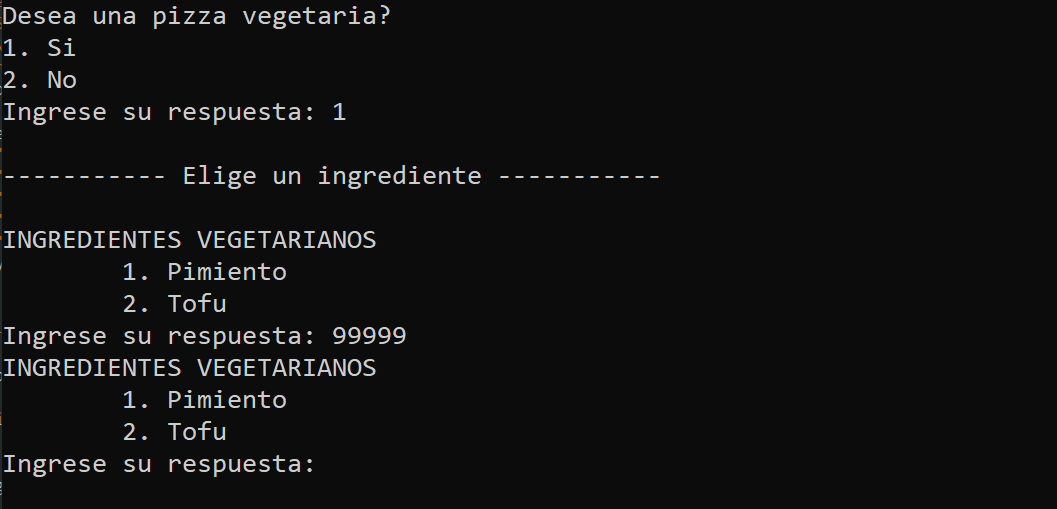 Desea una pizza vegetaria?
1. Si
2. No
Ingrese su respuesta: 1
----------- Elige un ingrediente -----------
INGREDIENTES VEGETARIANOS
1. Pimiento
2. Tofu
Ingrese su respuesta: 99999
INGREDIENTES VEGETARIANOS
1. Pimiento
2. Tofu
Ingrese su respuesta: